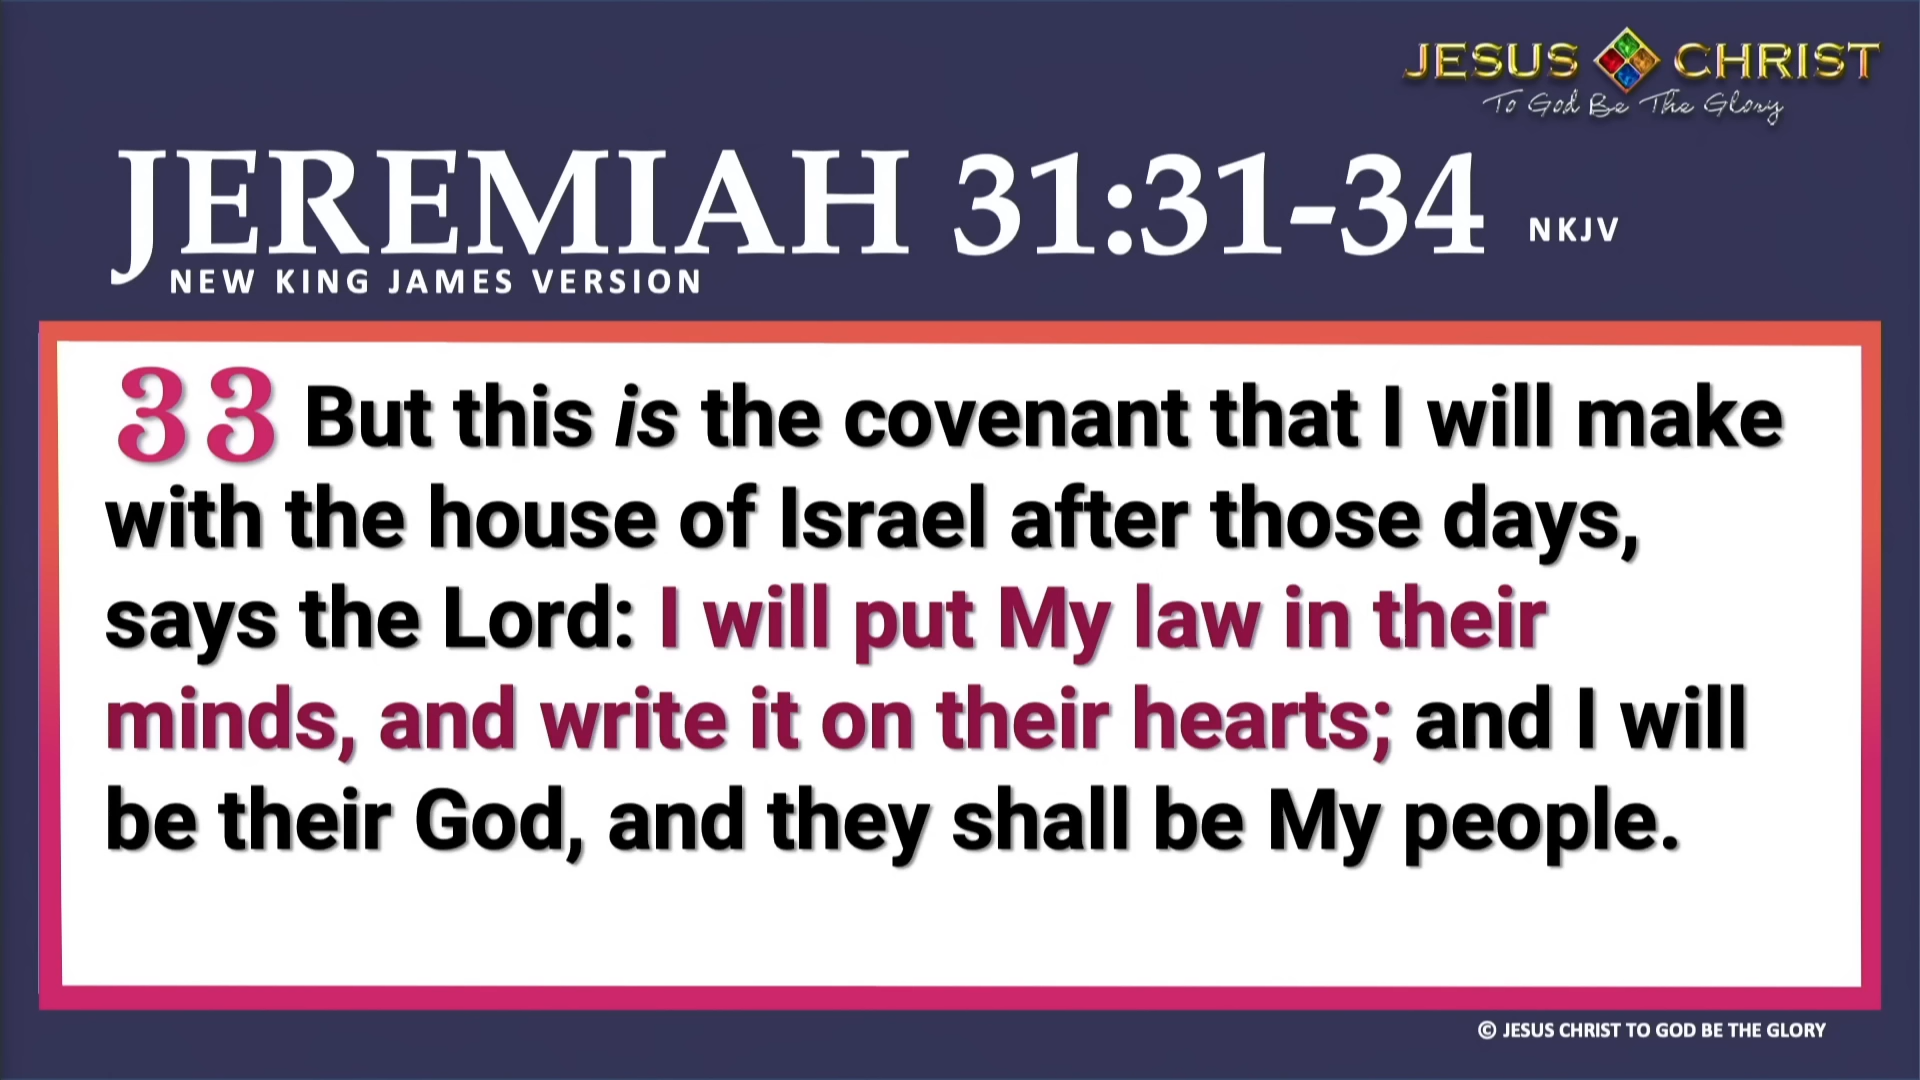 JESUS CHRIST
To God Be The Glory
JEREMIAH 31:31-34 NKJV
NEW KING JAMES VERSION
33 But this is the covenant that I will make
with the house of Israel after those days,
says the Lord: I will put My law in their
minds, and write it on their hearts; and I will
be their God, and they shall be My people.
© JESUS CHRIST TO GOD BE THE GLORY